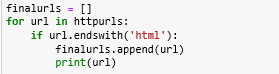 finalurls = []
for url in httpurls:
    if url.endswith('html'):
        finalurls.append(url)
        print(url)